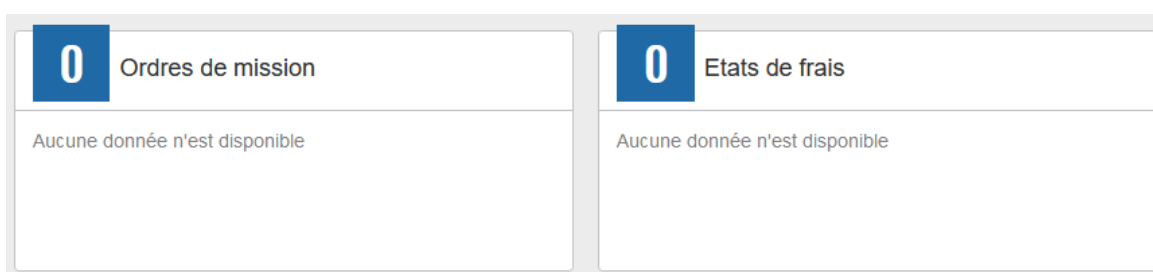 0 Ordres de mission
Aucune donnée n'est disponible
0 Etats de frais
Aucune donnée n'est disponible